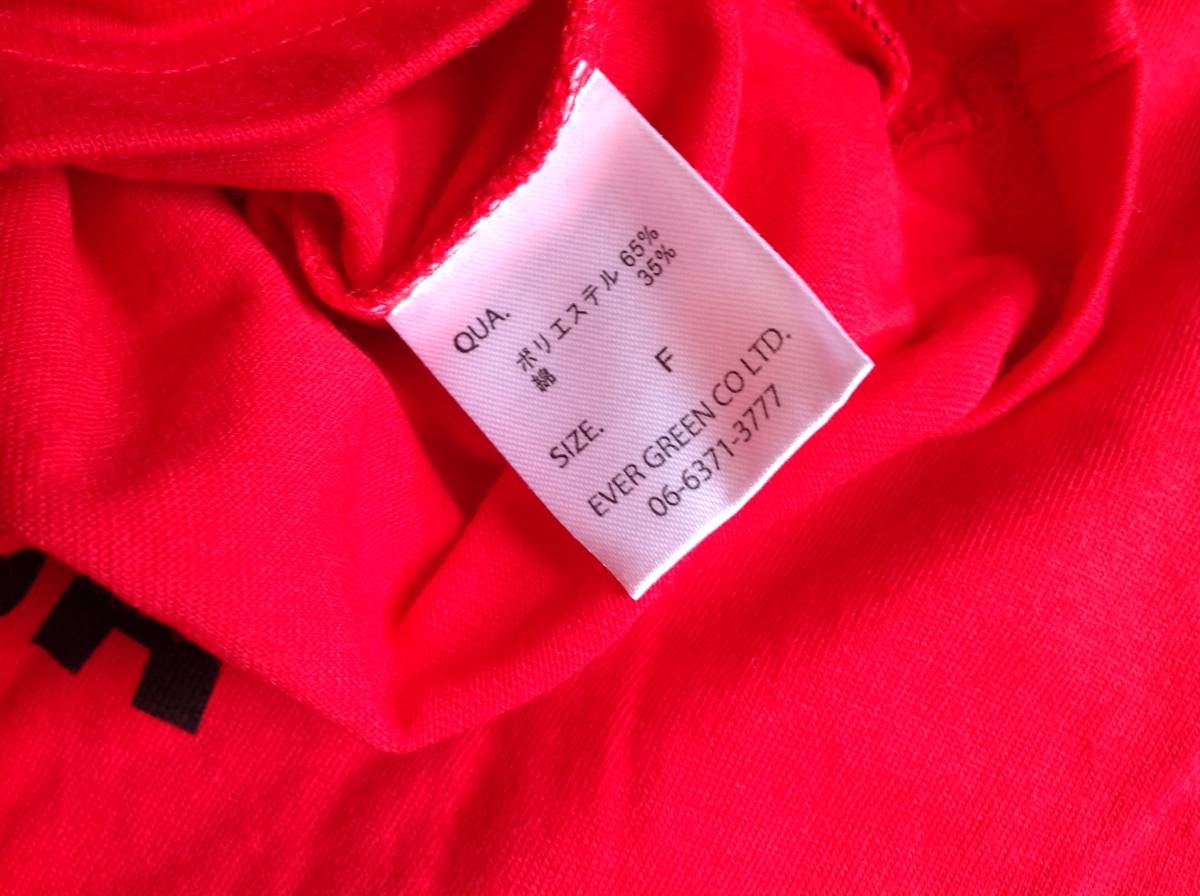 QUA.
ポリエステル 65%
綿 35%
SIZE. F
EVER GREEN CO LTD.
06-6371-3777